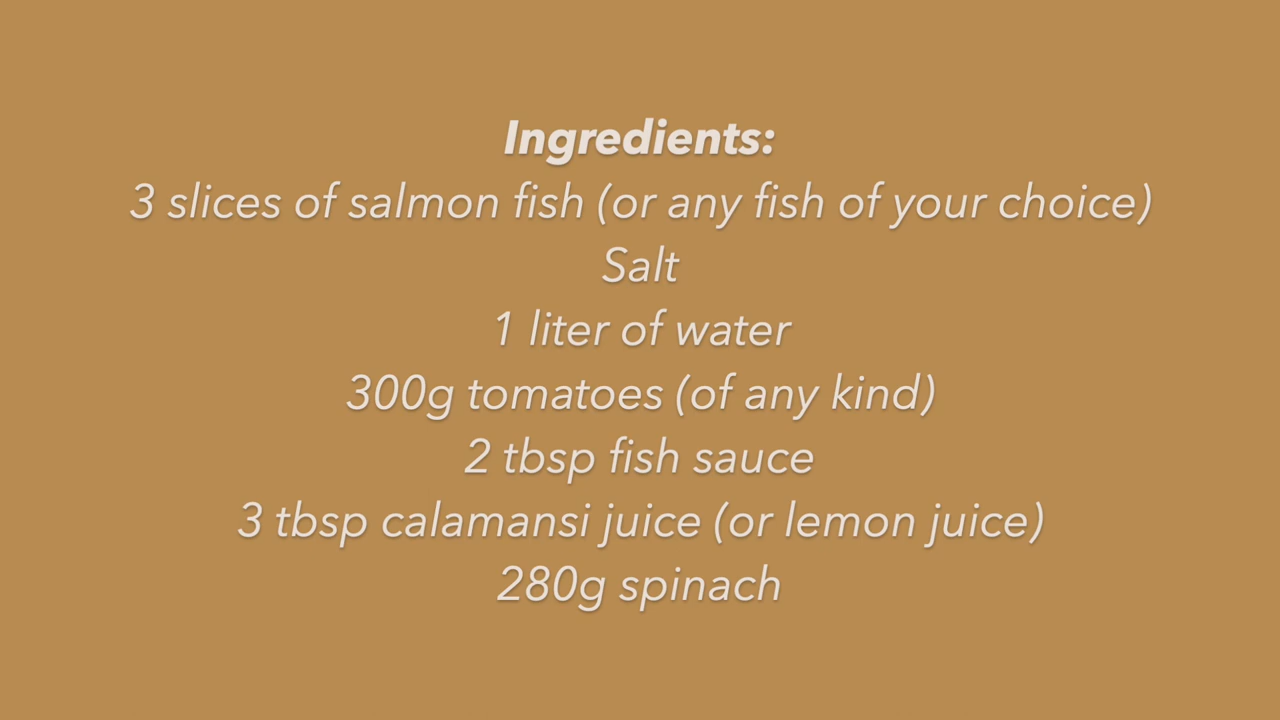 Ingredients:
3 slices of salmon fish (or any fish of your choice)
Salt
1 liter of water
300g tomatoes (of any kind)
2 tbsp fish sauce
3 tbsp calamansi juice (or lemon juice)
280g spinach